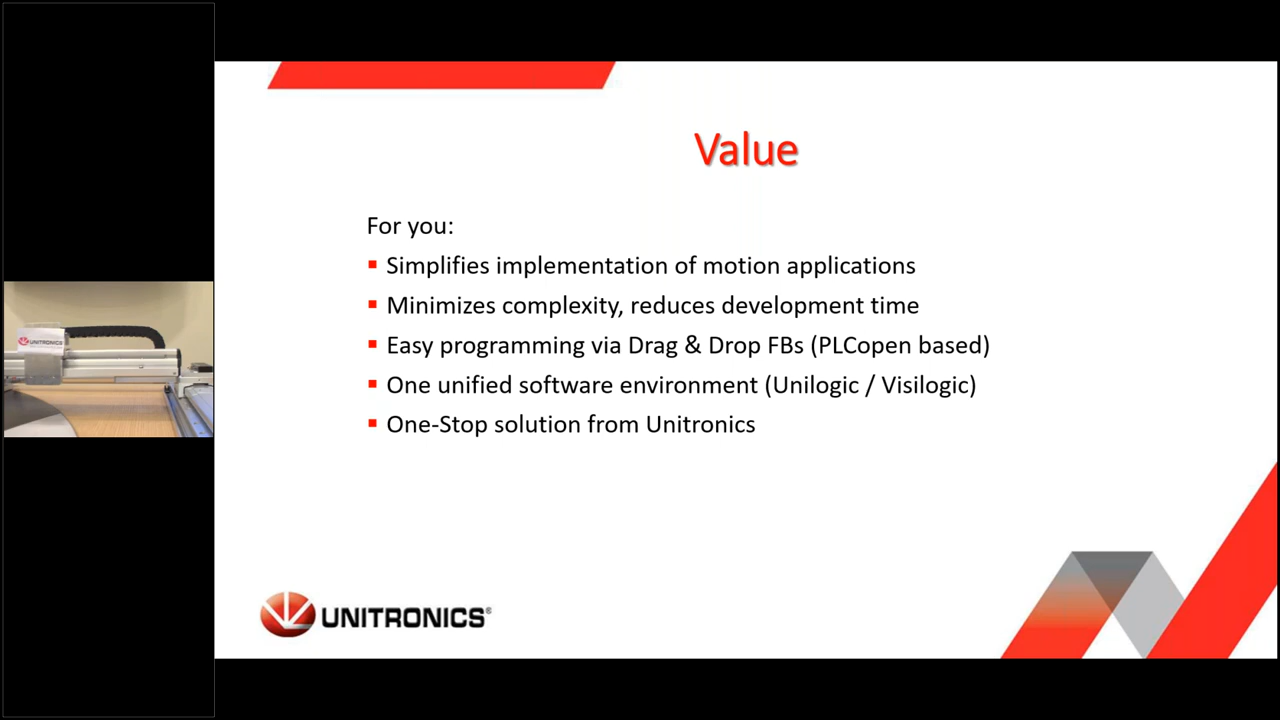 Value
For you:
Simplifies implementation of motion applications
Minimizes complexity, reduces development time
Easy programming via Drag & Drop FBs (PLCopen based)
One unified software environment (Unilogic / Visilogic)
One-Stop solution from Unitronics
UNITRONICS
UNITRONICS®